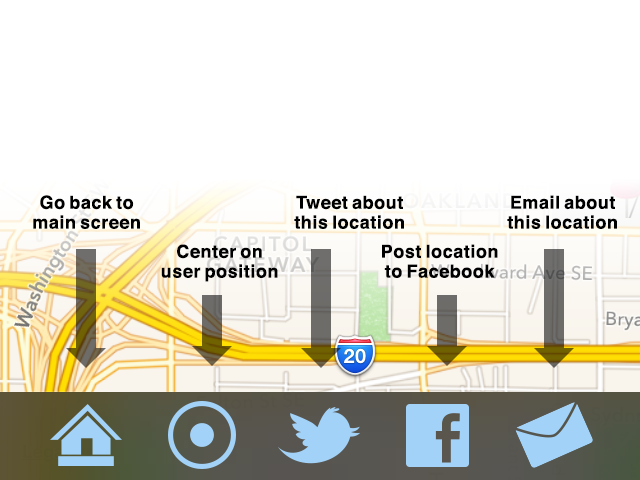 Go back to
main screen
Tweet about
this location
Email about
this location
Center on
user position
Post location
to Facebook
OAKLAN
CAPITOL
GATEWAY
Washington
ard Ave SE
Brya
20
f